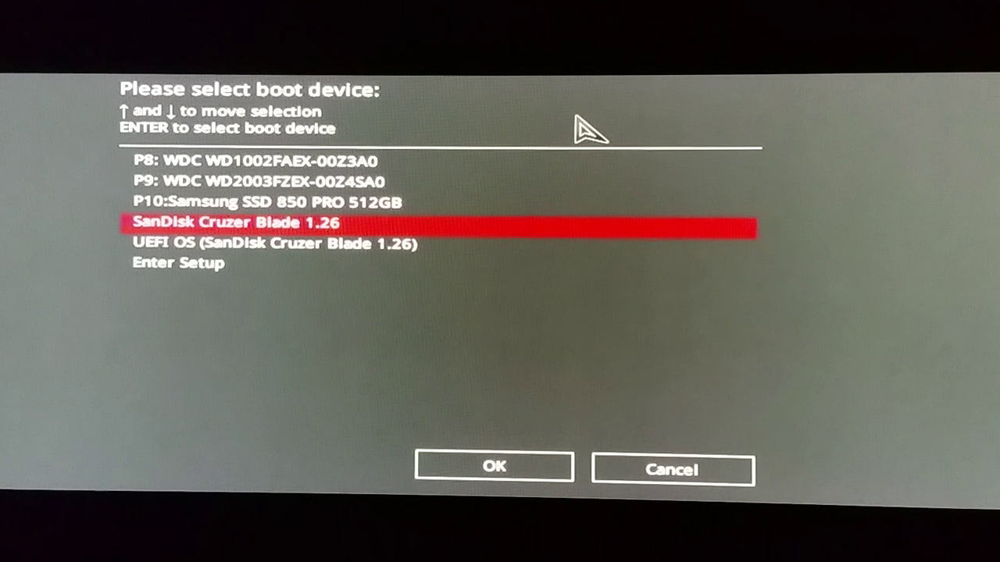 Please select boot device:
↑ and ↓ to move selection
ENTER to select boot device
P8: WDC WD1002FAEX-00Z3A0
P9: WDC WD2003FZEX-00Z4SA0
P10:Samsung SSD 850 PRO 512GB
SanDisk Cruzer Blade 1.26
UEFI OS (SanDisk Cruzer Blade 1.26)
Enter Setup
OK
Cancel